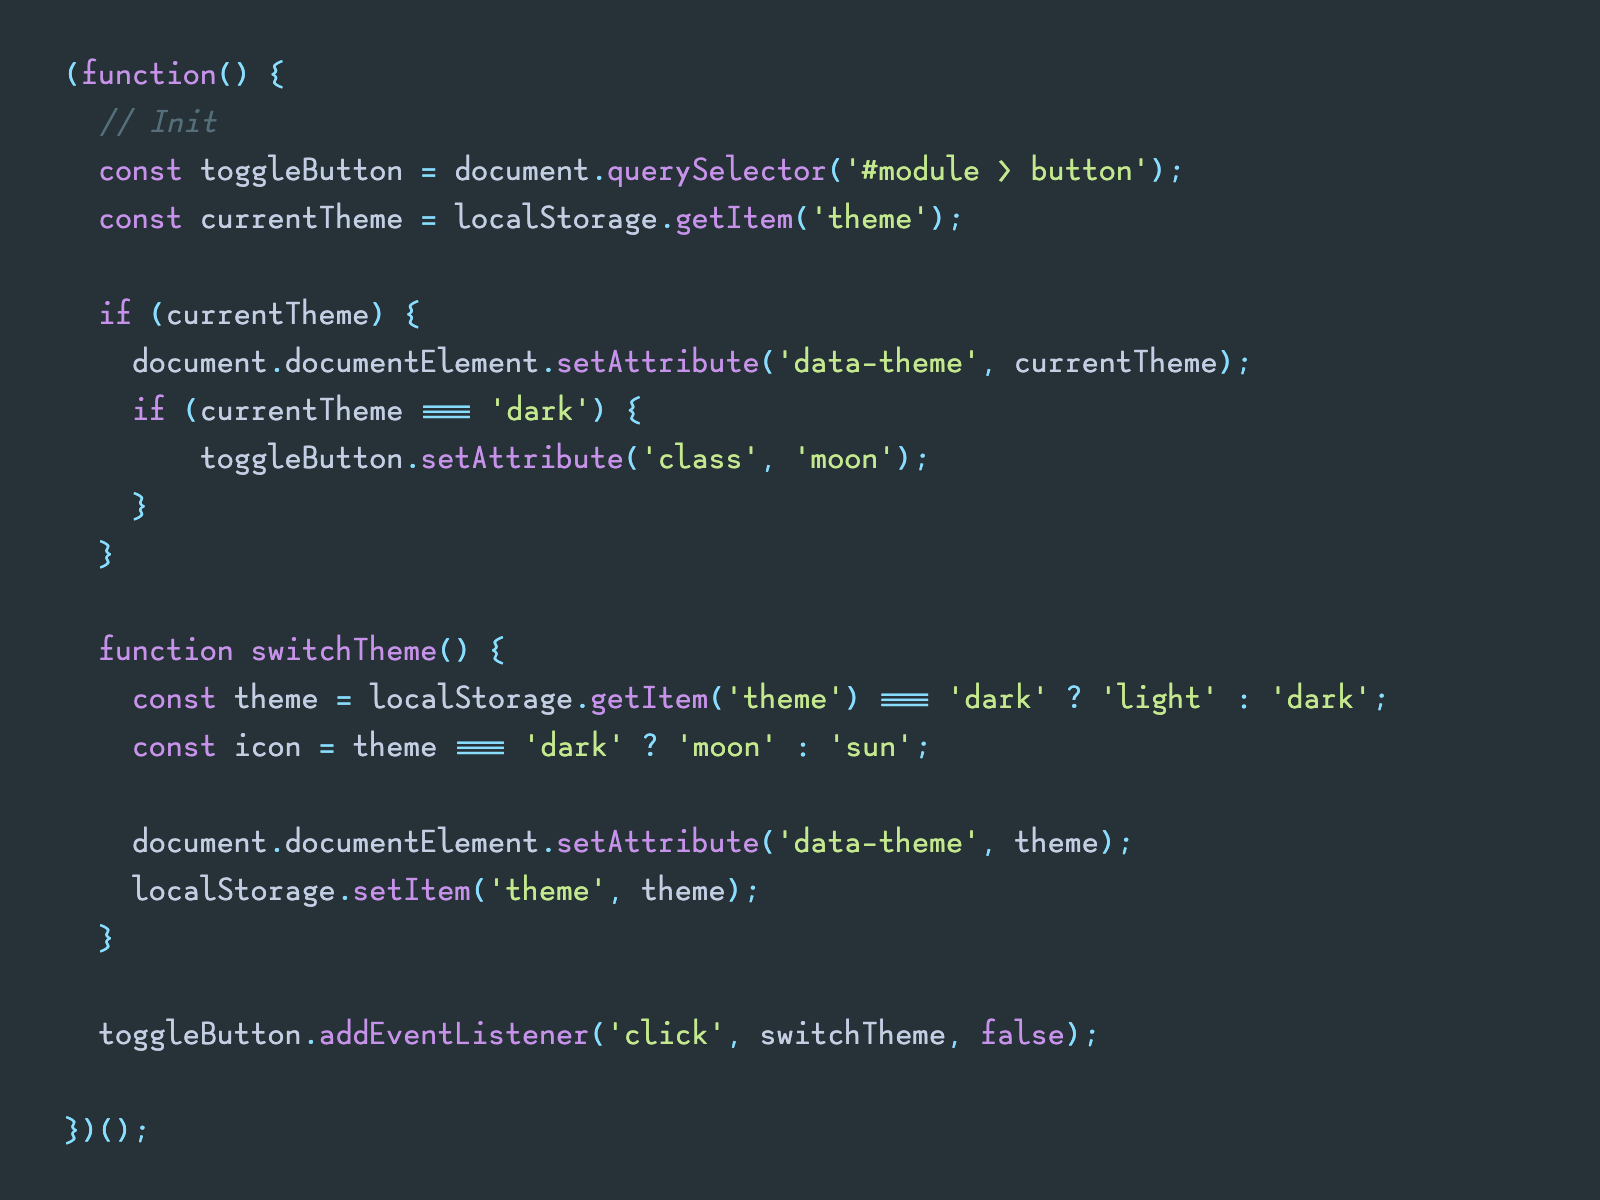 (function() {
  // Init
  const toggleButton = document.querySelector('#module > button');
  const currentTheme = localStorage.getItem('theme');

  if (currentTheme) {
    document.documentElement.setAttribute('data-theme', currentTheme);
    if (currentTheme === 'dark') {
        toggleButton.setAttribute('class', 'moon');
    }
  }

  function switchTheme() {
    const theme = localStorage.getItem('theme') === 'dark' ? 'light' : 'dark';
    const icon = theme === 'dark' ? 'moon' : 'sun';

    document.documentElement.setAttribute('data-theme', theme);
    localStorage.setItem('theme', theme);
  }

  toggleButton.addEventListener('click', switchTheme, false);

})();